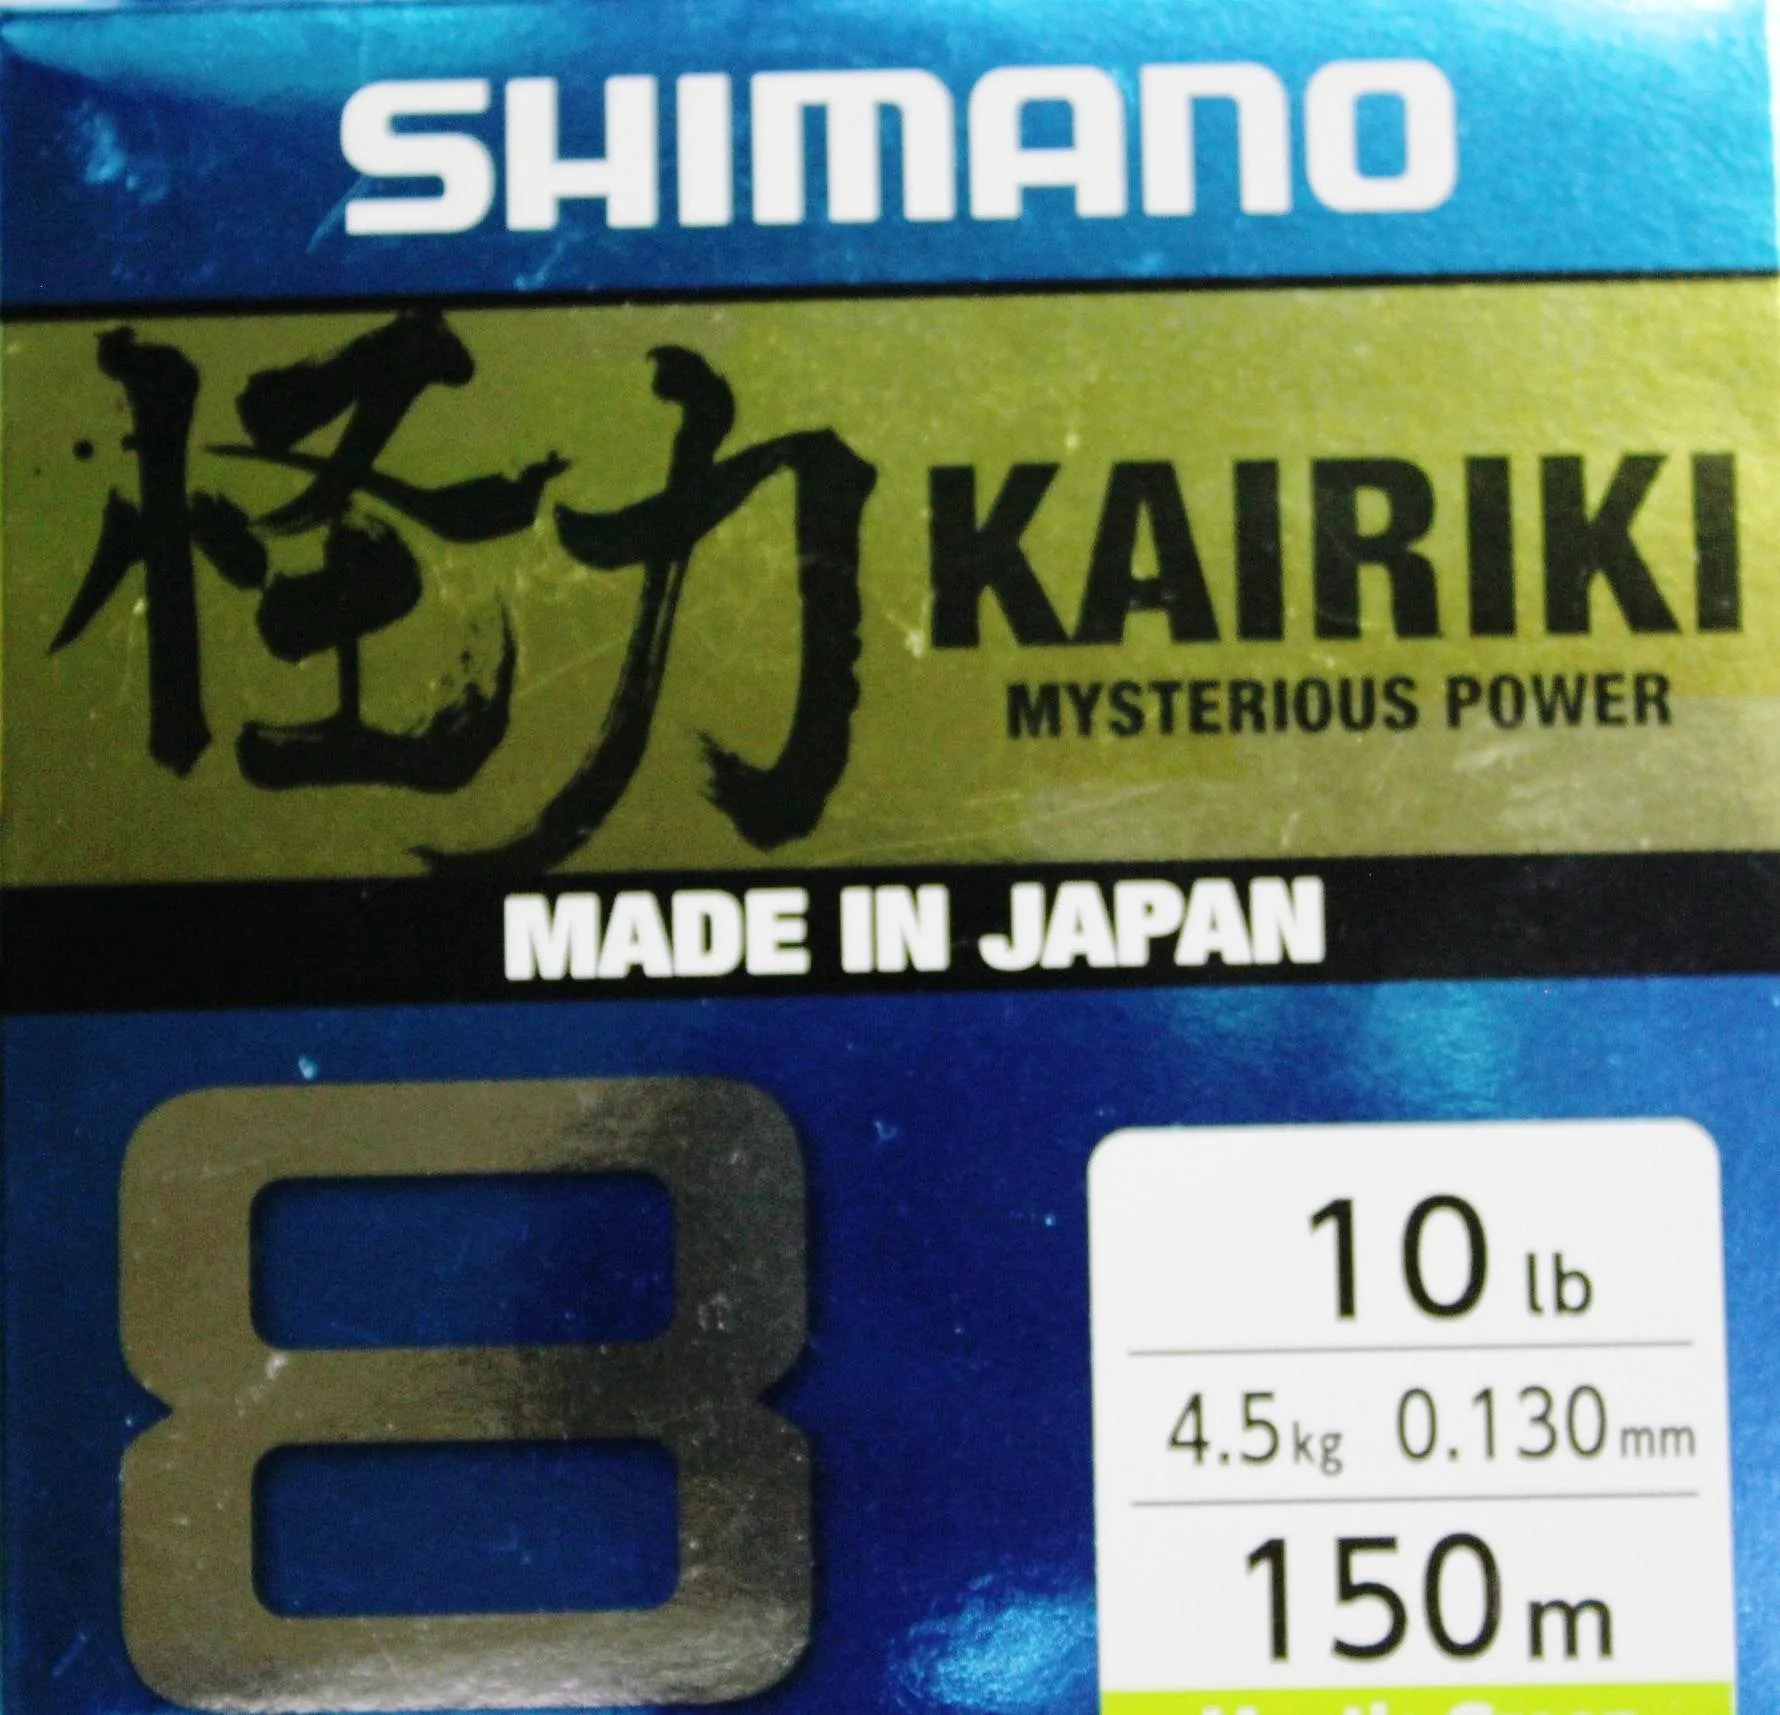 SHIMANO
怪力 KAIRIKI
MYSTERIOUS POWER
MADE IN JAPAN
8
10 lb
4.5kg 0.130mm
150m